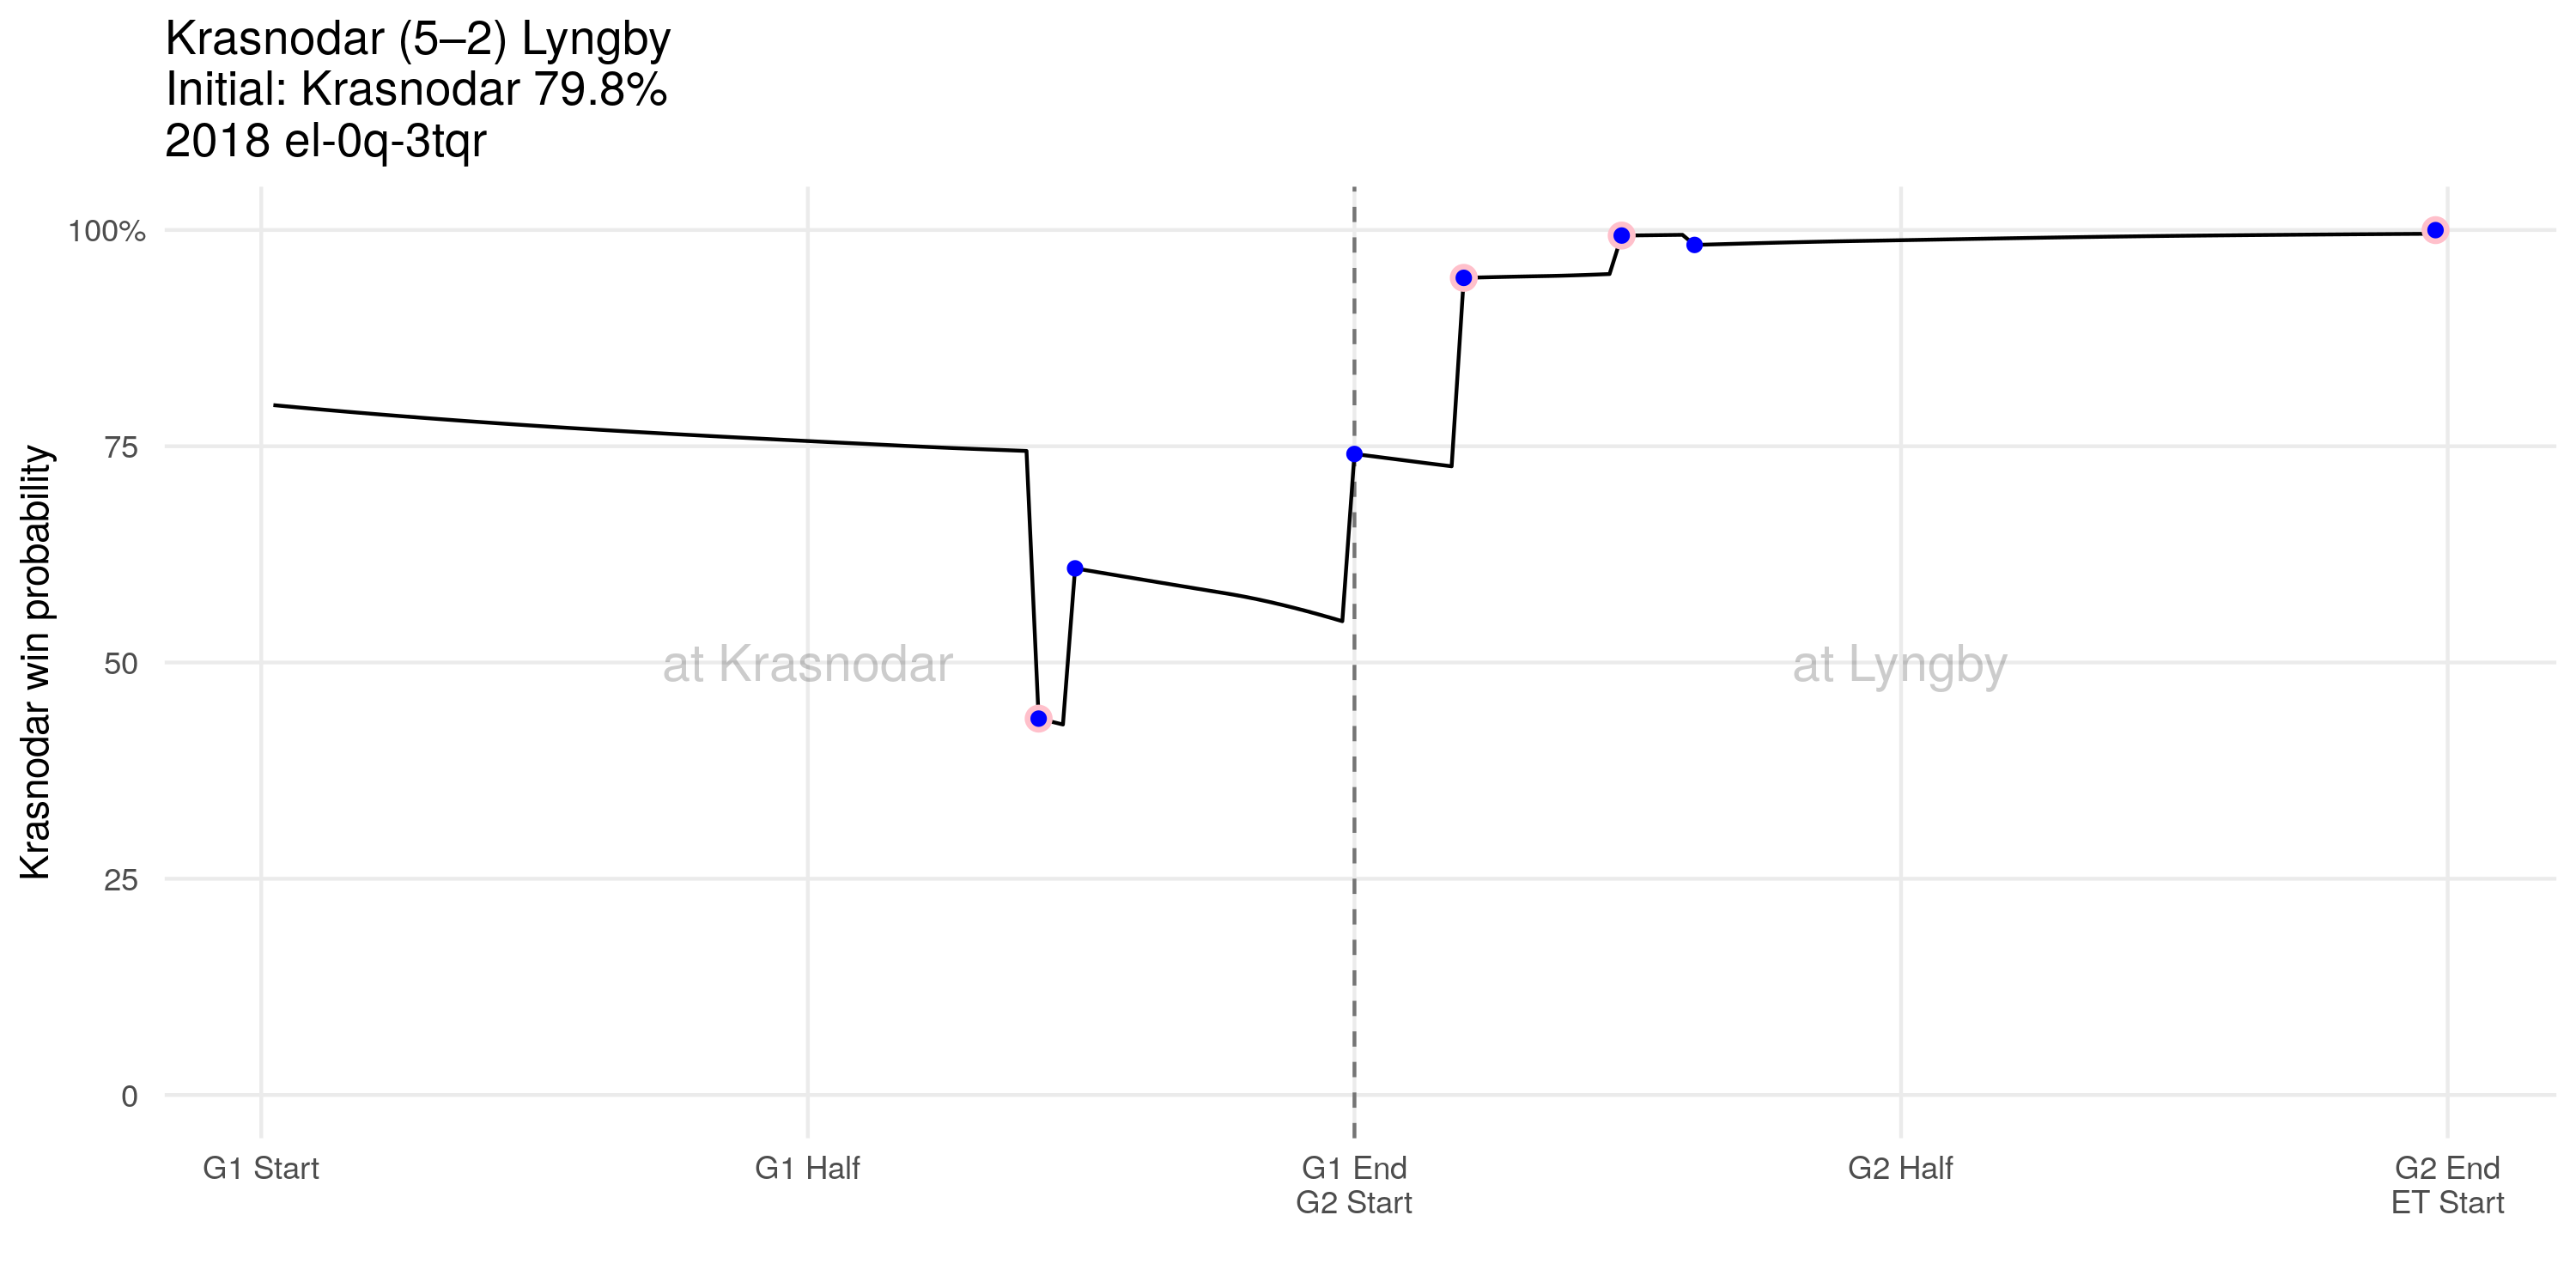 Krasnodar (5–2) Lyngby
Initial: Krasnodar 79.8%
2018 el-0q-3tqr
Krasnodar win probability
100%
75
50
25
0
at Krasnodar
at Lyngby
G1 Start
G1 Half
G1 End
G2 Start
G2 Half
G2 End
ET Start